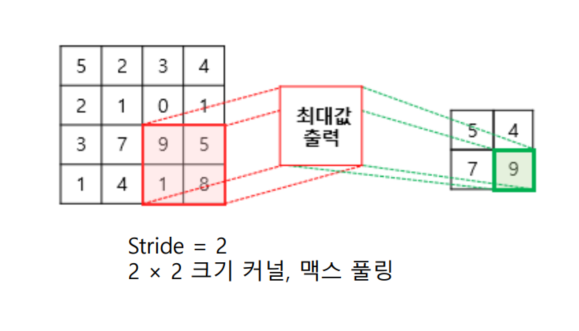 5 2 3 4
2 1 0 1
3 7 9 5
1 4 1 8
최대값
출력
5 4
7 9
Stride = 2
2 × 2 크기 커널, 맥스 풀링